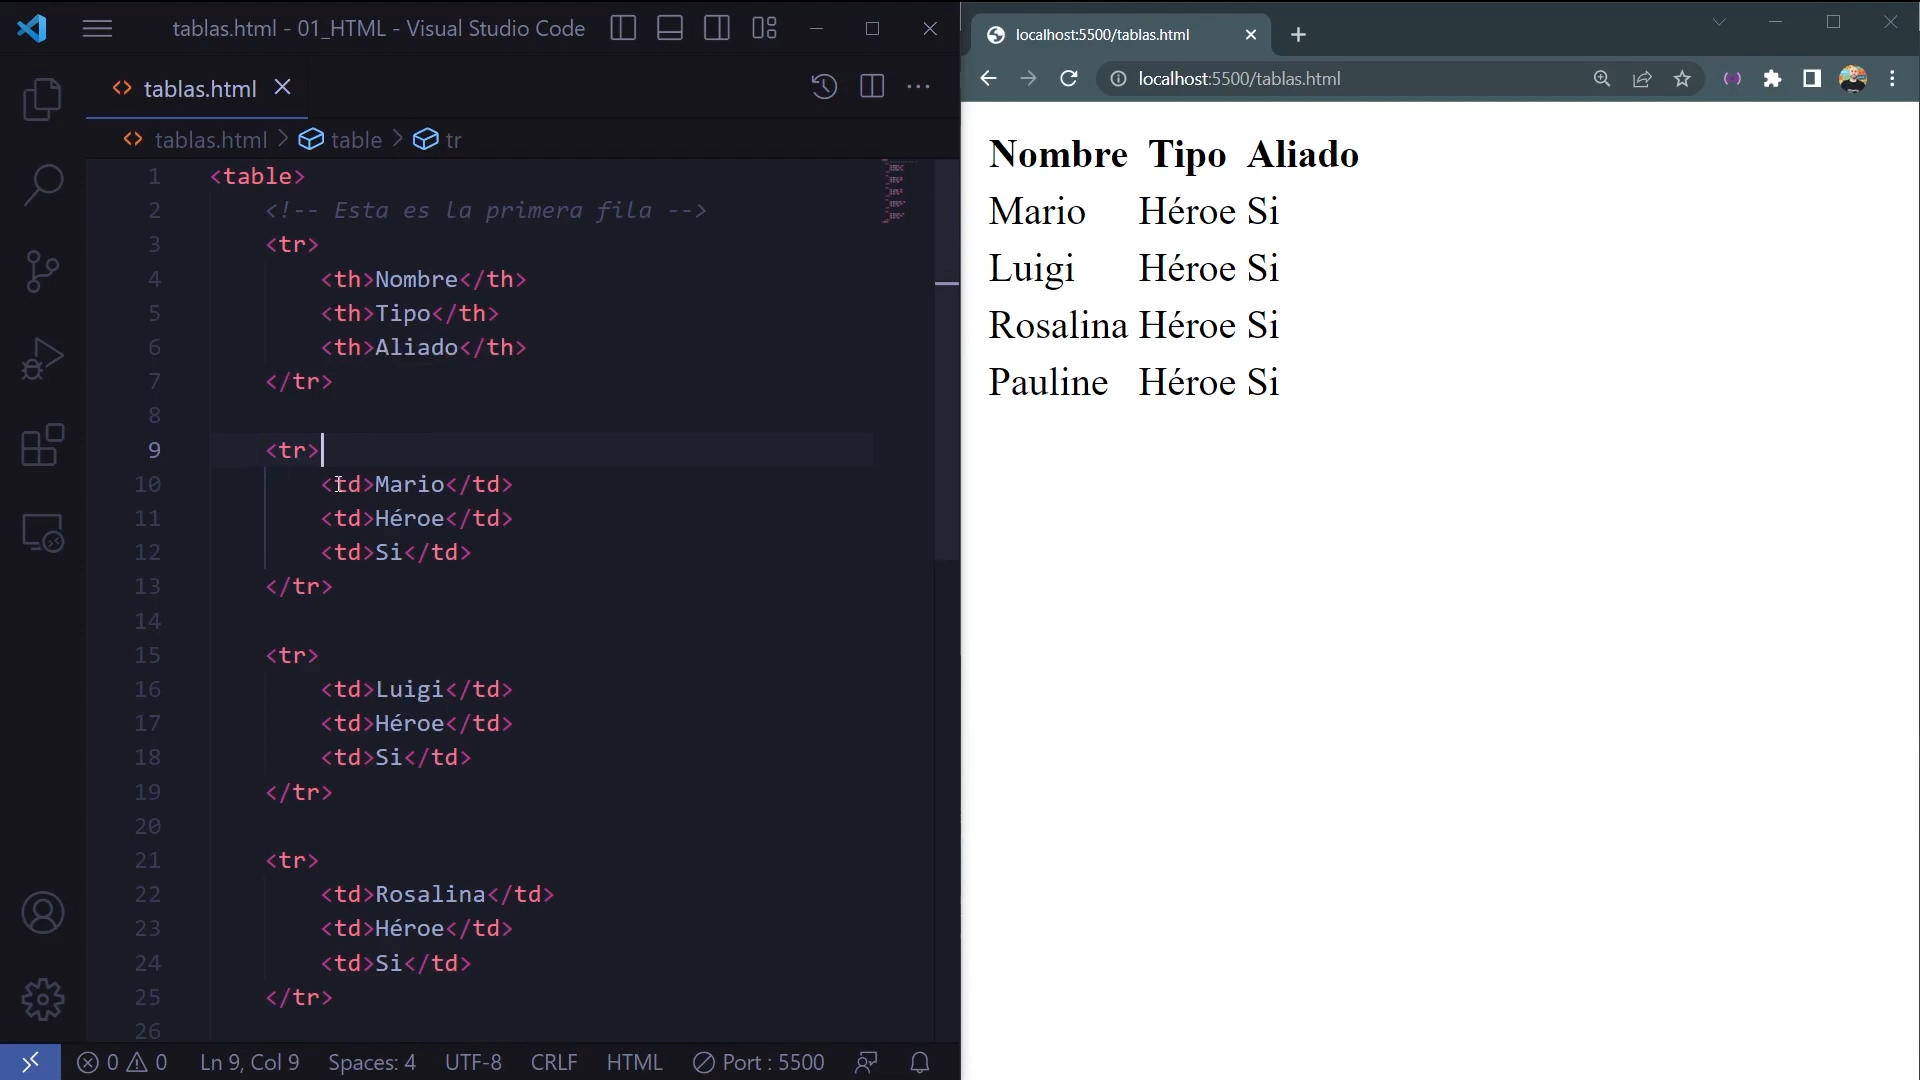 tablas.html - 01_HTML - Visual Studio Code
tablas.html
tablas.html > table > tr
1 <table>
2 <!-- Esta es la primera fila -->
3 <tr>
4 <th>Nombre</th>
5 <th>Tipo</th>
6 <th>Aliado</th>
7 </tr>
8
9 <tr>
10 <td>Mario</td>
11 <td>Héroe</td>
12 <td>Si</td>
13 </tr>
14
15 <tr>
16 <td>Luigi</td>
17 <td>Héroe</td>
18 <td>Si</td>
19 </tr>
20
21 <tr>
22 <td>Rosalina</td>
23 <td>Héroe</td>
24 <td>Si</td>
25 </tr>
26
0 0 Ln 9, Col 9 Spaces: 4 UTF-8 CRLF HTML Port : 5500
localhost:5500/tablas.html
localhost:5500/tablas.html
Nombre Tipo Aliado
Mario Héroe Si
Luigi Héroe Si
Rosalina Héroe Si
Pauline Héroe Si